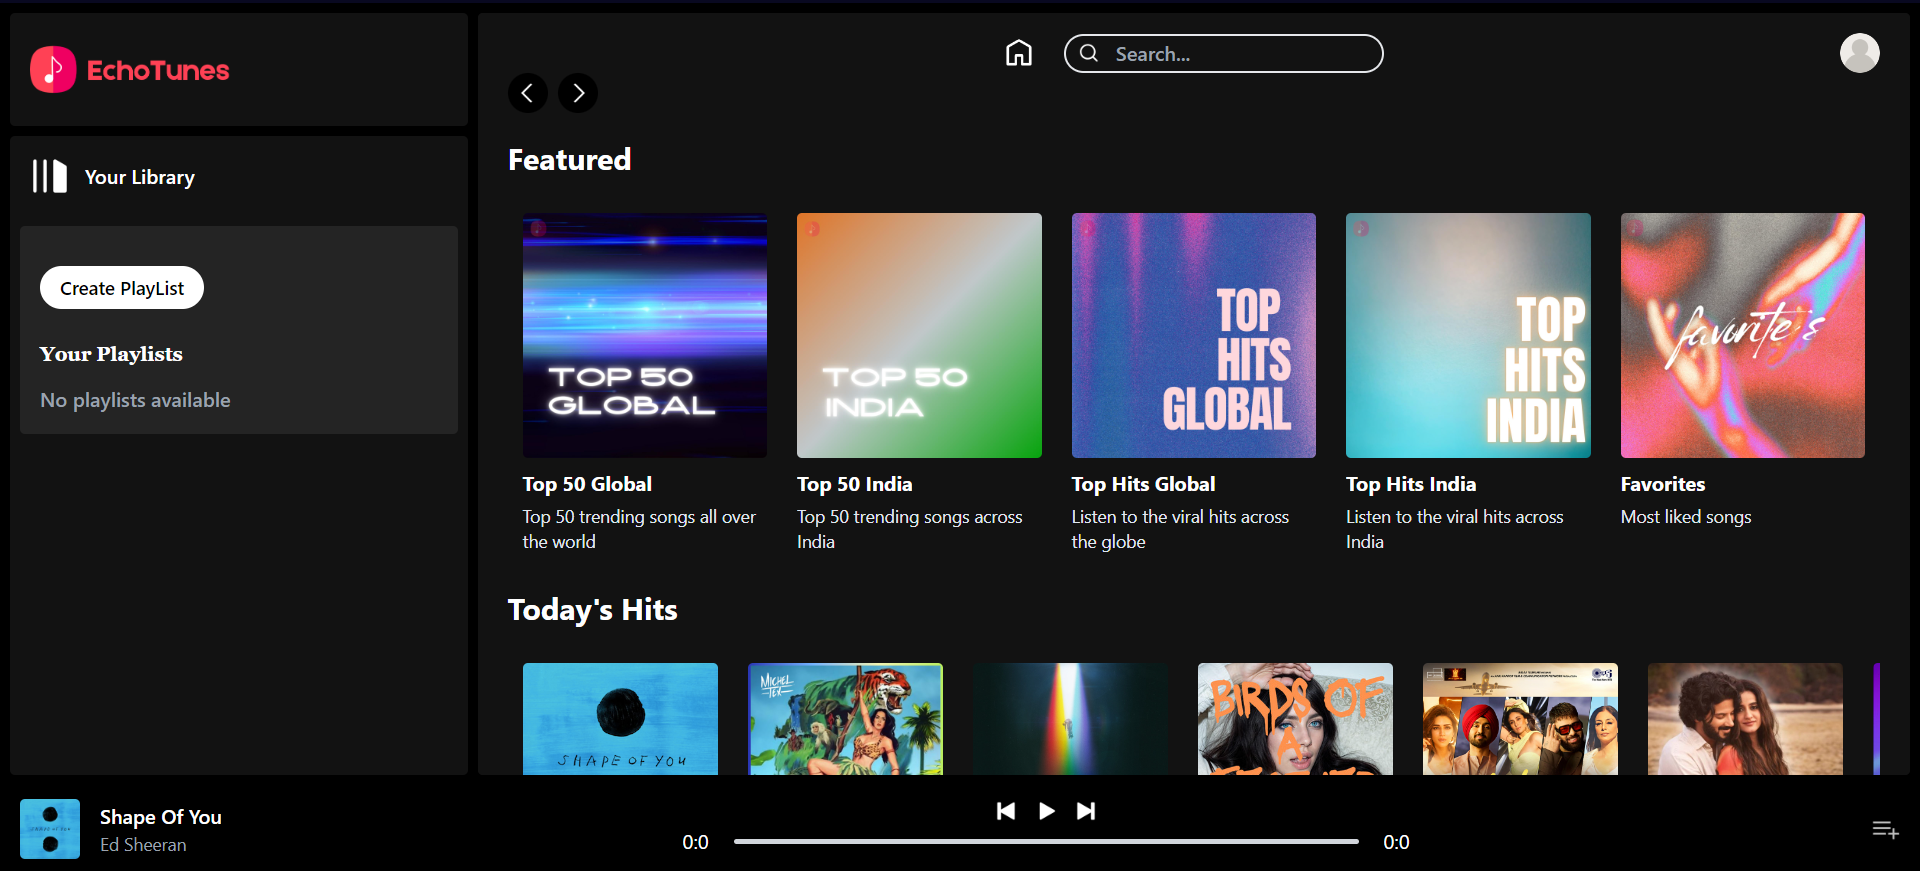 EchoTunes
Search...
Your Library
Create PlayList
Your Playlists
No playlists available
Featured
TOP 50
GLOBAL
TOP 50
INDIA
TOP
HITS
GLOBAL
TOP
HITS
INDIA
favorite's
Top 50 Global
Top 50 trending songs all over
the world
Top 50 India
Top 50 trending songs across
India
Top Hits Global
Listen to the viral hits across
the globe
Top Hits India
Listen to the viral hits across
India
Favorites
Most liked songs
Today's Hits
SHAPE OF YOU
MICHEL
TEX
BIRDS OF
A
Shape Of You
Ed Sheeran
0:0
0:0